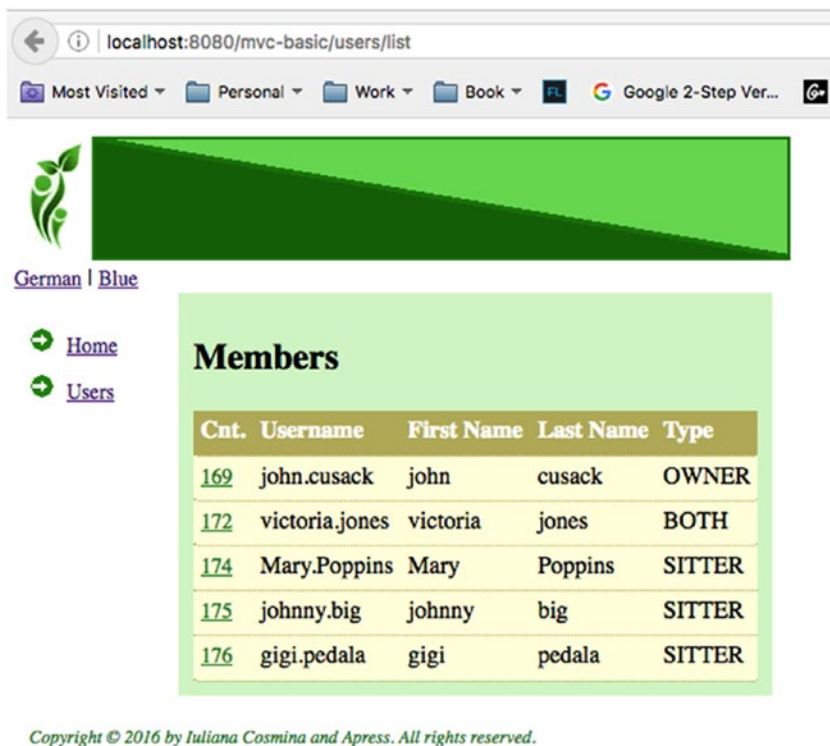 localhost:8080/mvc-basic/users/list
Most Visited Personal Work Book FL G Google 2-Step Ver... G+
German | Blue
Home
Users
Members
Cnt. Username First Name Last Name Type
169 john.cusack john cusack OWNER
172 victoria.jones victoria jones BOTH
174 Mary.Poppins Mary Poppins SITTER
175 johnny.big johnny big SITTER
176 gigi.pedala gigi pedala SITTER
Copyright © 2016 by Iuliana Cosmina and Apress. All rights reserved.